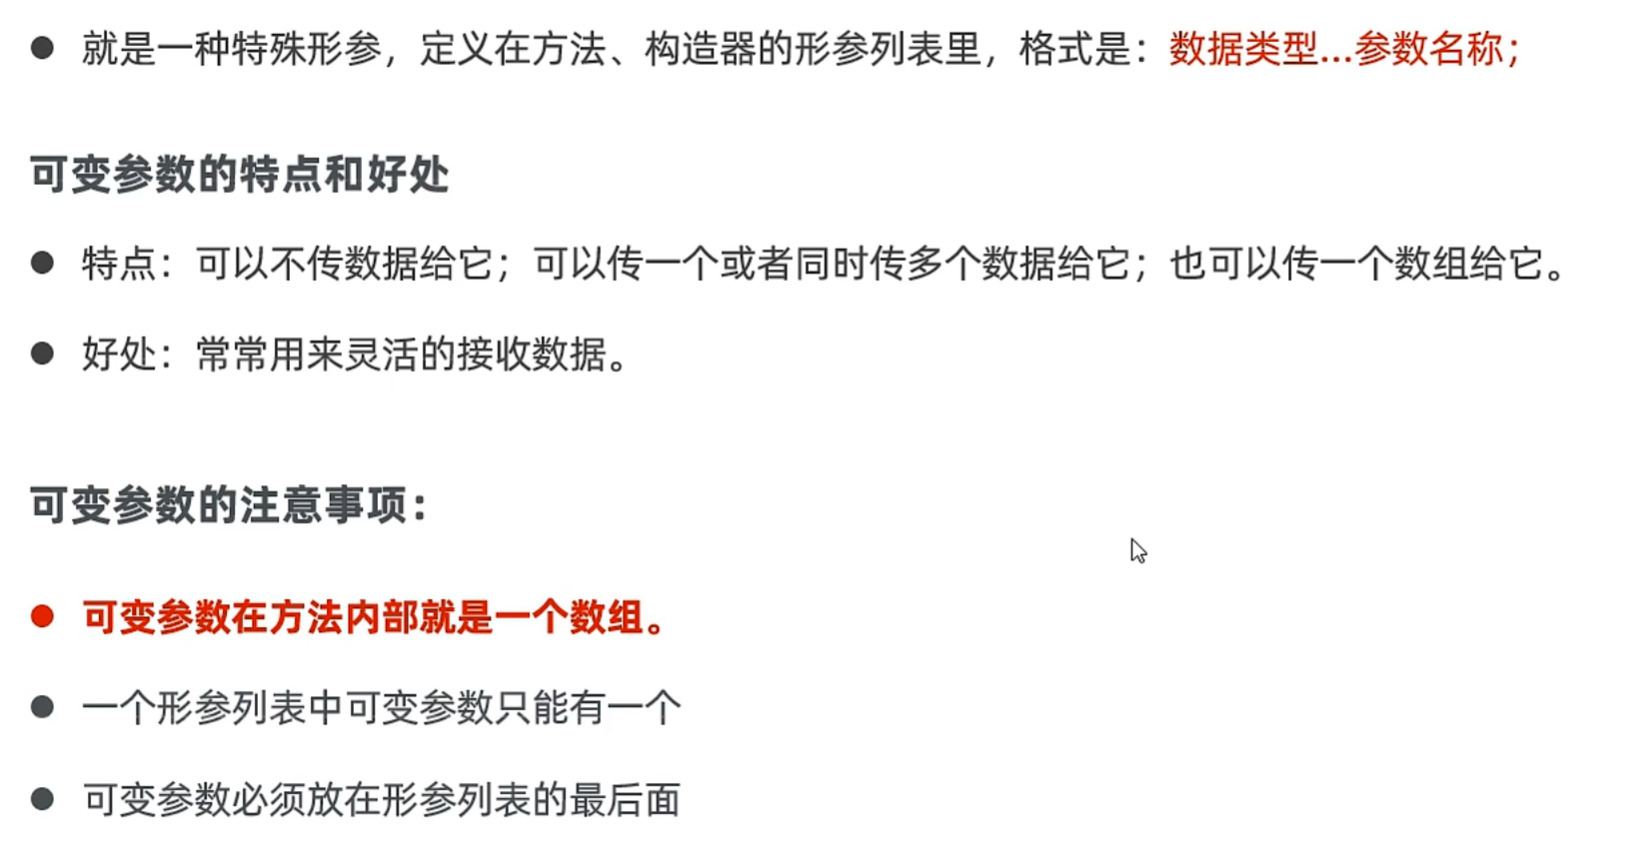 ● 就是一种特殊形参，定义在方法、构造器的形参列表里，格式是：数据类型...参数名称；
可变参数的特点和好处
● 特点：可以不传数据给它；可以传一个或者同时传多个数据给它；也可以传一个数组给它。
● 好处：常常用来灵活的接收数据。
可变参数的注意事项：
● 可变参数在方法内部就是一个数组。
● 一个形参列表中可变参数只能有一个
● 可变参数必须放在形参列表的最后面